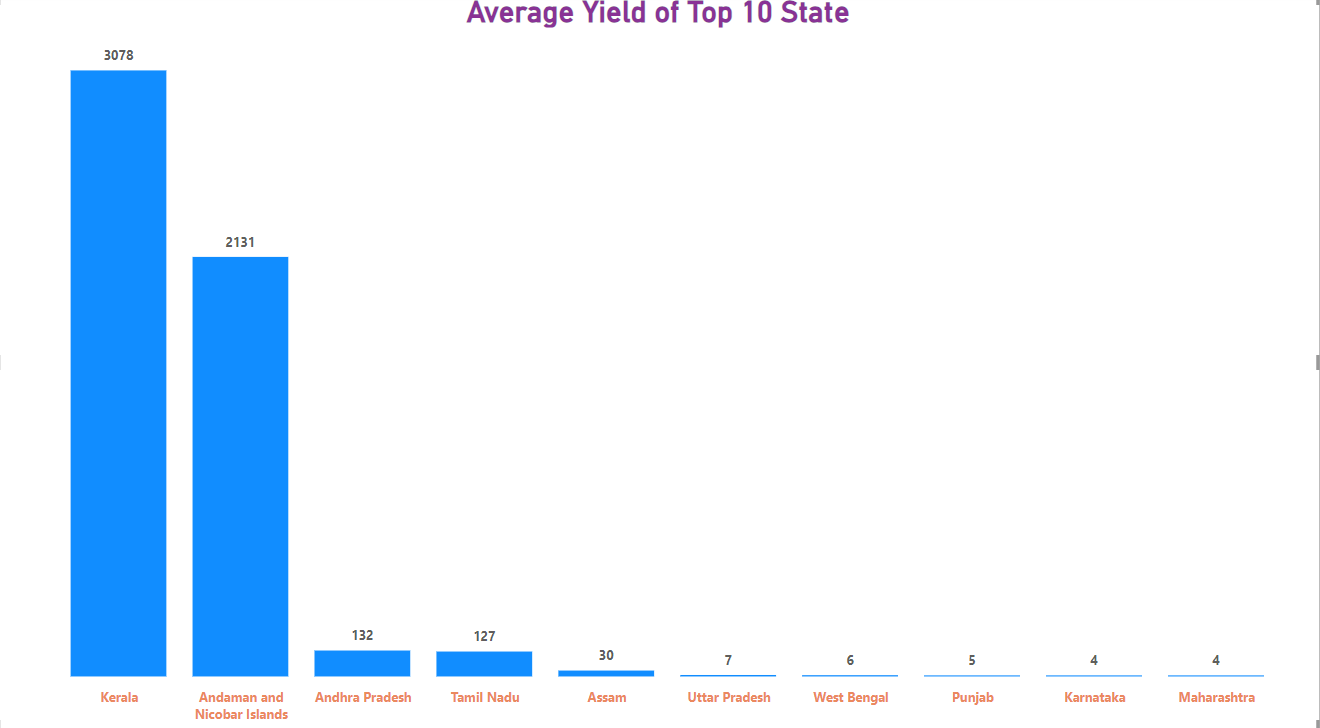 Average Yield of Top 10 State
3078
2131
132
127
30
7
6
5
4
4
Kerala
Andaman and
Nicobar Islands
Andhra Pradesh
Tamil Nadu
Assam
Uttar Pradesh
West Bengal
Punjab
Karnataka
Maharashtra